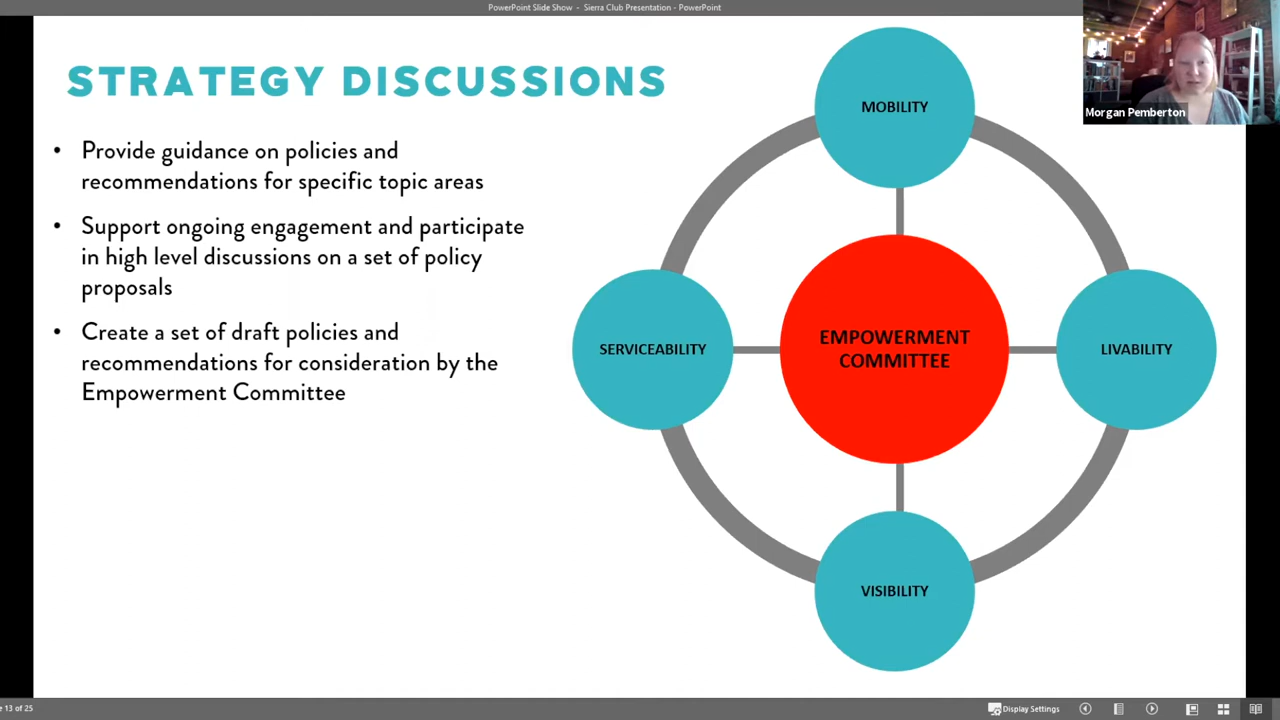 PowerPoint Slide Show - Sierra Club Presentation - PowerPoint
STRATEGY DISCUSSIONS
• Provide guidance on policies and
recommendations for specific topic areas
• Support ongoing engagement and participate
in high level discussions on a set of policy
proposals
• Create a set of draft policies and
recommendations for consideration by the
Empowerment Committee
MOBILITY
SERVICEABILITY
EMPOWERMENT
COMMITTEE
LIVABILITY
VISIBILITY
Morgan Pemberton
13 of 25
Display Settings